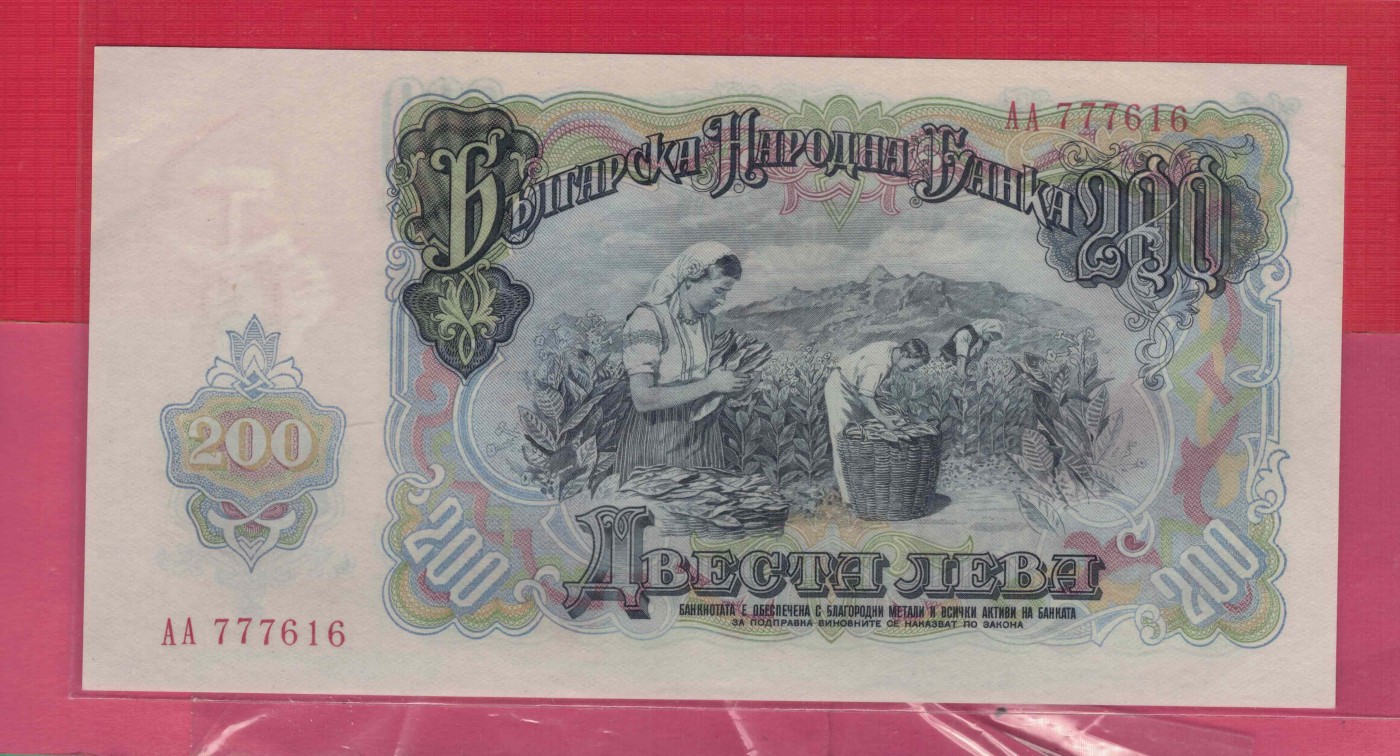 АА 777616
Българска Народна Банка 200
200
200
200
Двеста лева
БАНКНОТАТА Е ОБЕСПЕЧЕНА С БЛАГОРОДНИ МЕТАЛИ И ВСИЧКИ АКТИВИ НА БАНКАТА
ЗА ПОДПРАВКА ВИНОВНИТЕ СЕ НАКАЗВАТ ПО ЗАКОНА
АА 777616